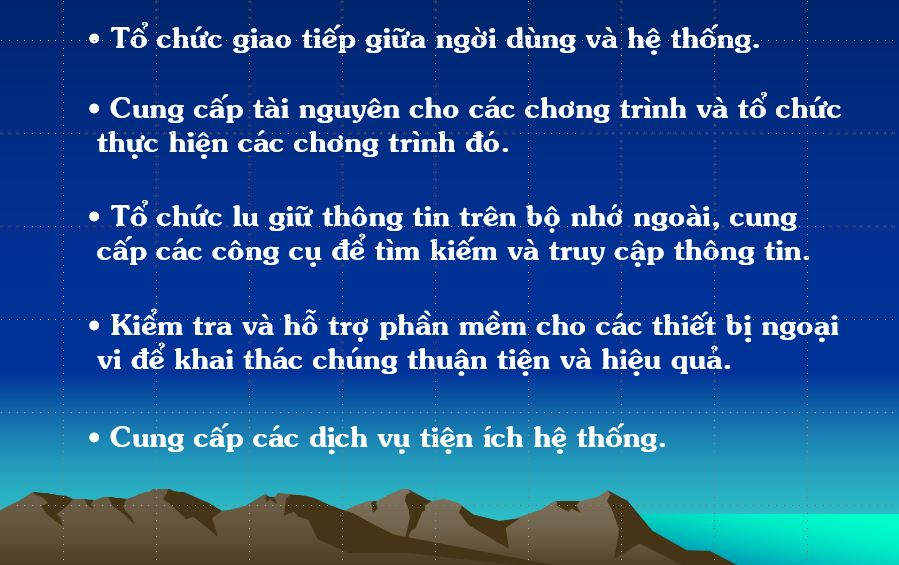 • Tổ chức giao tiếp giữa ngời dùng và hệ thống.
• Cung cấp tài nguyên cho các chơng trình và tổ chức
thực hiện các chơng trình đó.
• Tổ chức lu giữ thông tin trên bộ nhớ ngoài, cung
cấp các công cụ để tìm kiếm và truy cập thông tin.
• Kiểm tra và hỗ trợ phần mềm cho các thiết bị ngoại
vi để khai thác chúng thuận tiện và hiệu quả.
• Cung cấp các dịch vụ tiện ích hệ thống.